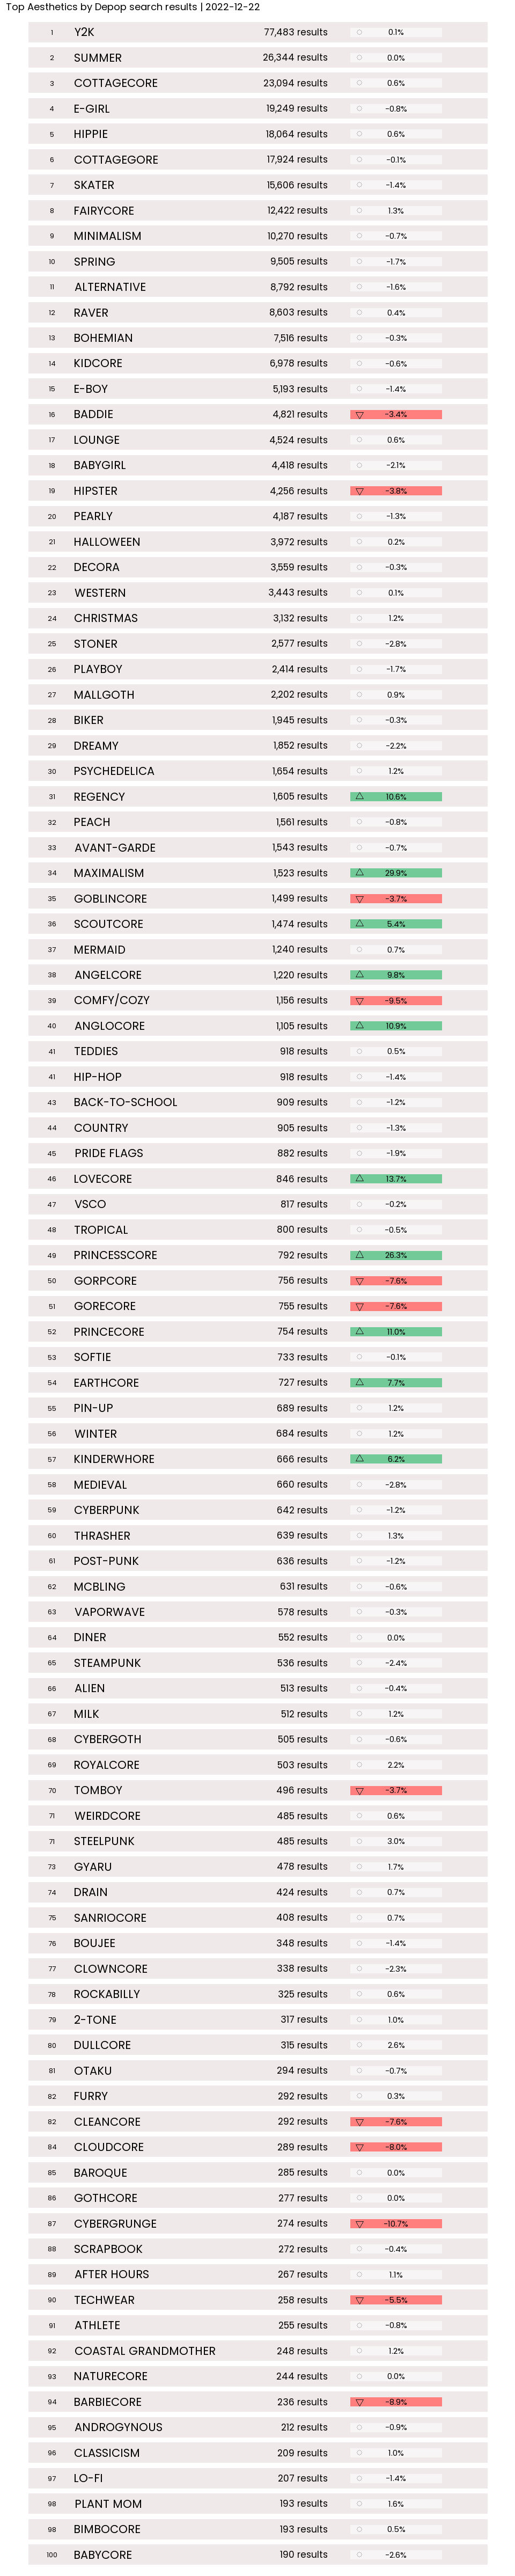 Top Aesthetics by Depop search results | 2022-12-22
1 Y2K 77,483 results 0.1%
2 SUMMER 26,344 results 0.0%
3 COTTAGECORE 23,094 results 0.6%
4 E-GIRL 19,249 results -0.8%
5 HIPPIE 18,064 results 0.6%
6 COTTAGEGORE 17,924 results -0.1%
7 SKATER 15,606 results -1.4%
8 FAIRYCORE 12,422 results 1.3%
9 MINIMALISM 10,270 results -0.7%
10 SPRING 9,505 results -1.7%
11 ALTERNATIVE 8,792 results -1.6%
12 RAVER 8,603 results 0.4%
13 BOHEMIAN 7,516 results -0.3%
14 KIDCORE 6,978 results -0.6%
15 E-BOY 5,193 results -1.4%
16 BADDIE 4,821 results -3.4%
17 LOUNGE 4,524 results 0.6%
18 BABYGIRL 4,418 results -2.1%
19 HIPSTER 4,256 results -3.8%
20 PEARLY 4,187 results -1.3%
21 HALLOWEEN 3,972 results 0.2%
22 DECORA 3,559 results -0.3%
23 WESTERN 3,443 results 0.1%
24 CHRISTMAS 3,132 results 1.2%
25 STONER 2,577 results -2.8%
26 PLAYBOY 2,414 results -1.7%
27 MALLGOTH 2,202 results 0.9%
28 BIKER 1,945 results -0.3%
29 DREAMY 1,852 results -2.2%
30 PSYCHEDELICA 1,654 results 1.2%
31 REGENCY 1,605 results 10.6%
32 PEACH 1,561 results -0.8%
33 AVANT-GARDE 1,543 results -0.7%
34 MAXIMALISM 1,523 results 29.9%
35 GOBLINCORE 1,499 results -3.7%
36 SCOUTCORE 1,474 results 5.4%
37 MERMAID 1,240 results 0.7%
38 ANGELCORE 1,220 results 9.8%
39 COMFY/COZY 1,156 results -9.5%
40 ANGLOCORE 1,105 results 10.9%
41 TEDDIES 918 results 0.5%
41 HIP-HOP 918 results -1.4%
43 BACK-TO-SCHOOL 909 results -1.2%
44 COUNTRY 905 results -1.3%
45 PRIDE FLAGS 882 results -1.9%
46 LOVECORE 846 results 13.7%
47 VSCO 817 results -0.2%
48 TROPICAL 800 results -0.5%
49 PRINCESSCORE 792 results 26.3%
50 GORPCORE 756 results -7.6%
51 GORECORE 755 results -7.6%
52 PRINCECORE 754 results 11.0%
53 SOFTIE 733 results -0.1%
54 EARTHCORE 727 results 7.7%
55 PIN-UP 689 results 1.2%
56 WINTER 684 results 1.2%
57 KINDERWHORE 666 results 6.2%
58 MEDIEVAL 660 results -2.8%
59 CYBERPUNK 642 results -1.2%
60 THRASHER 639 results 1.3%
61 POST-PUNK 636 results -1.2%
62 MCBLING 631 results -0.6%
63 VAPORWAVE 578 results -0.3%
64 DINER 552 results 0.0%
65 STEAMPUNK 536 results -2.4%
66 ALIEN 513 results -0.4%
67 MILK 512 results 1.2%
68 CYBERGOTH 505 results -0.6%
69 ROYALCORE 503 results 2.2%
70 TOMBOY 496 results -3.7%
71 WEIRDCORE 485 results 0.6%
71 STEELPUNK 485 results 3.0%
73 GYARU 478 results 1.7%
74 DRAIN 424 results 0.7%
75 SANRIOCORE 408 results 0.7%
76 BOUJEE 348 results -1.4%
77 CLOWNCORE 338 results -2.3%
78 ROCKABILLY 325 results 0.6%
79 2-TONE 317 results 1.0%
80 DULLCORE 315 results 2.6%
81 OTAKU 294 results -0.7%
82 FURRY 292 results 0.3%
82 CLEANCORE 292 results -7.6%
84 CLOUDCORE 289 results -8.0%
85 BAROQUE 285 results 0.0%
86 GOTHCORE 277 results 0.0%
87 CYBERGRUNGE 274 results -10.7%
88 SCRAPBOOK 272 results -0.4%
89 AFTER HOURS 267 results 1.1%
90 TECHWEAR 258 results -5.5%
91 ATHLETE 255 results -0.8%
92 COASTAL GRANDMOTHER 248 results 1.2%
93 NATURECORE 244 results 0.0%
94 BARBIECORE 236 results -8.9%
95 ANDROGYNOUS 212 results -0.9%
96 CLASSICISM 209 results 1.0%
97 LO-FI 207 results -1.4%
98 PLANT MOM 193 results 1.6%
98 BIMBOCORE 193 results 0.5%
100 BABYCORE 190 results -2.6%